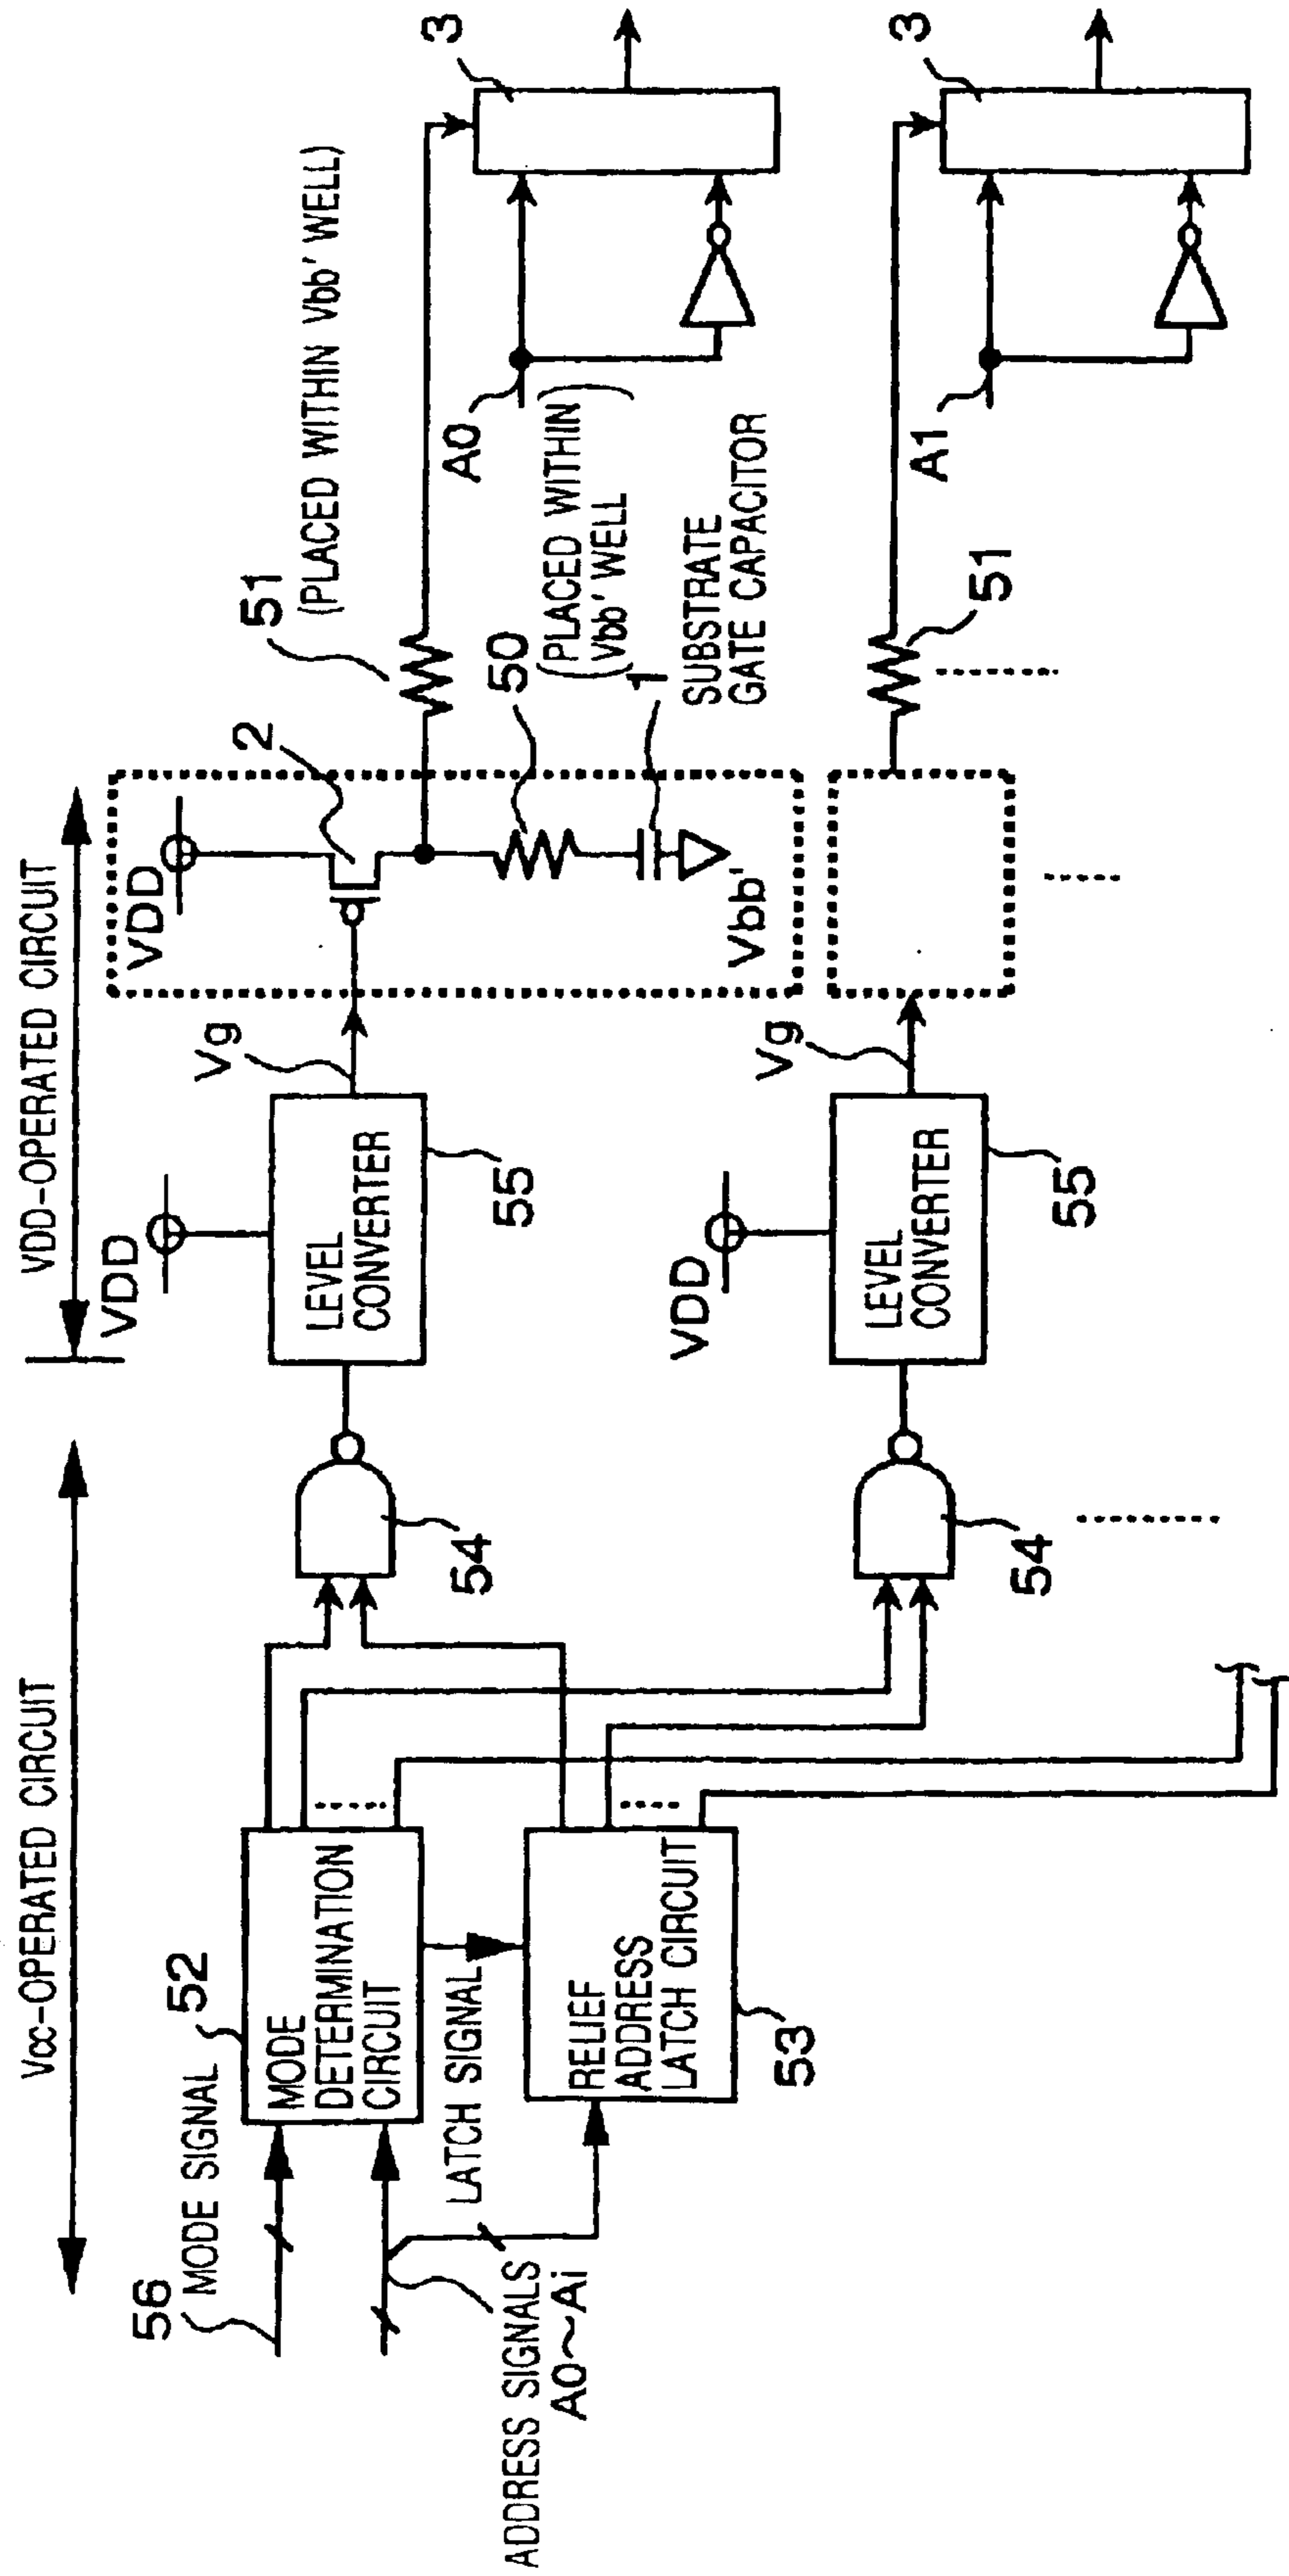 Vcc-OPERATED CIRCUIT
VDD-OPERATED CIRCUIT
56
MODE SIGNAL
52
MODE
DETERMINATION
CIRCUIT
LATCH SIGNAL
ADDRESS SIGNALS
A0~Ai
RELIEF
ADDRESS
LATCH CIRCUIT
53
54
54
VDD
LEVEL
CONVERTER
55
Vg
VDD
LEVEL
CONVERTER
55
Vg
VDD
2
Vbb'
51
(PLACED WITHIN Vbb' WELL)
50
(PLACED WITHIN
Vbb' WELL)
1
SUBSTRATE
GATE CAPACITOR
51
A0
3
A1
3